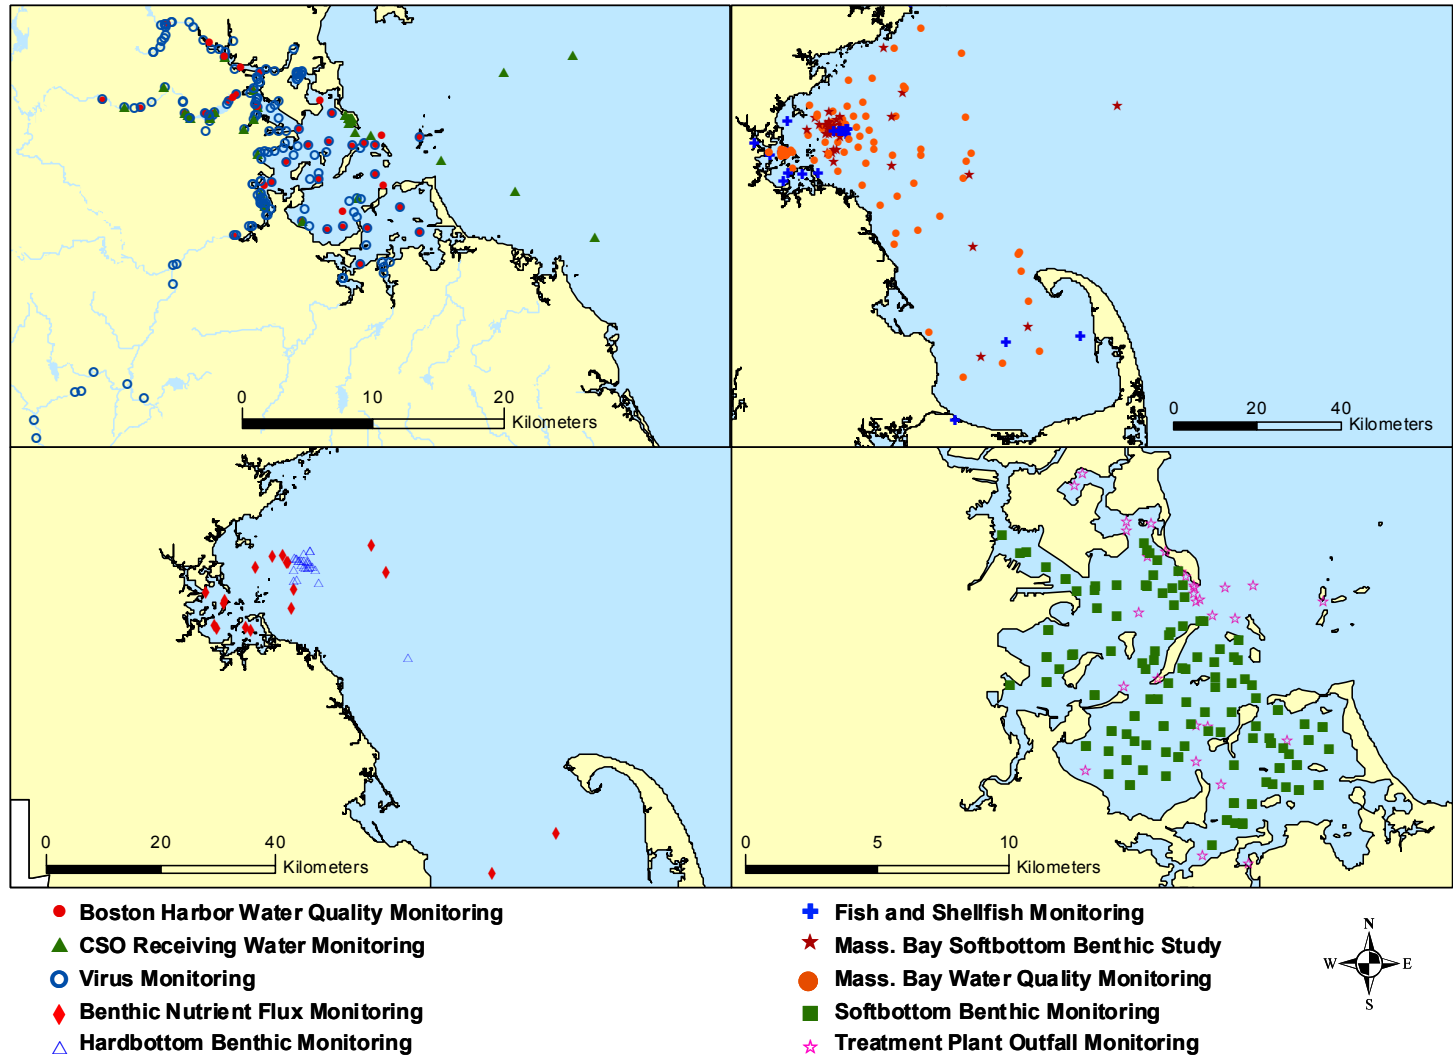 0 10 20 Kilometers
0 20 40 Kilometers
0 20 40 Kilometers
0 5 10 Kilometers
Boston Harbor Water Quality Monitoring
CSO Receiving Water Monitoring
Virus Monitoring
Benthic Nutrient Flux Monitoring
Hardbottom Benthic Monitoring
Fish and Shellfish Monitoring
Mass. Bay Softbottom Benthic Study
Mass. Bay Water Quality Monitoring
Softbottom Benthic Monitoring
Treatment Plant Outfall Monitoring
N
W E
S